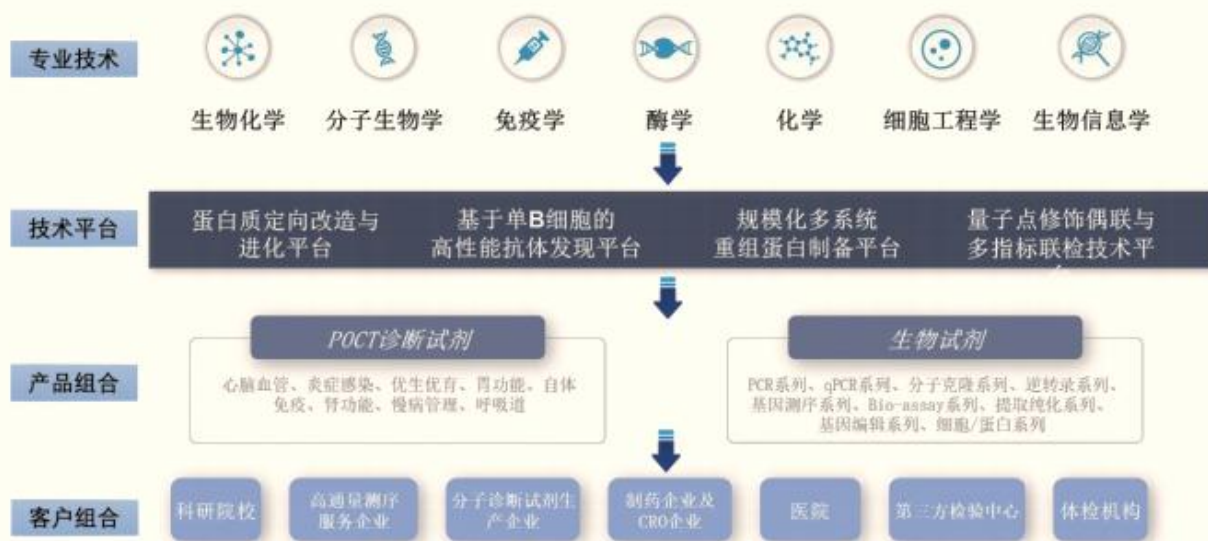 专业技术
生物化学 分子生物学 免疫学 酶学 化学 细胞工程学 生物信息学
技术平台
蛋白质定向改造与
进化平台
基于单B细胞的
高性能抗体发现平台
规模化多系统
重组蛋白制备平台
量子点修饰偶联与
多指标联检技术平
产品组合
POCT诊断试剂
心脑血管、炎症感染、优生优育、胃功能、自体
免疫、肾功能、慢病管理、呼吸道
生物试剂
PCR系列、qPCR系列、分子克隆系列、逆转录系列、
基因测序系列、Bio-assay系列、提取纯化系列、
基因编辑系列、细胞/蛋白系列
客户组合
科研院校
高通量测序
服务企业
分子诊断试剂生
产企业
制药企业及
CRO企业
医院
第三方检验中心
体检机构